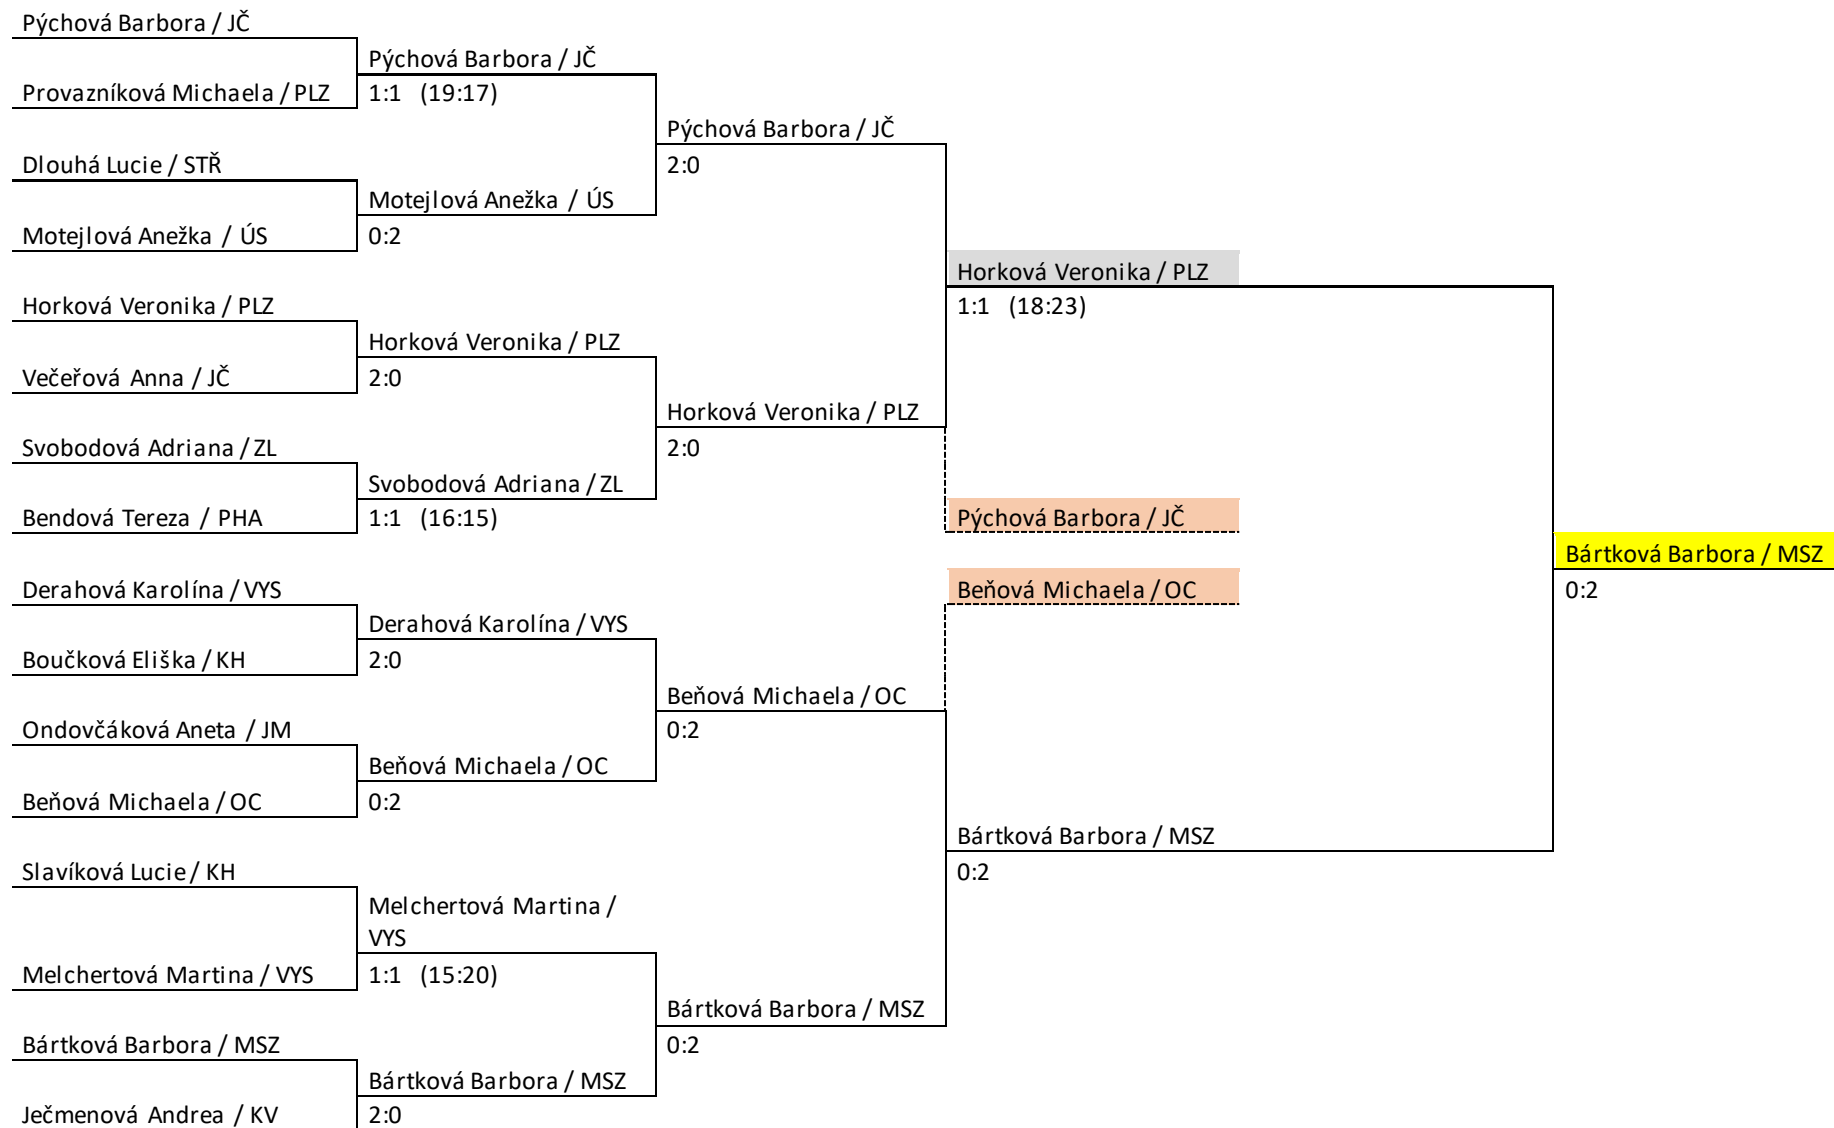 Pýchová Barbora / JČ
Pýchová Barbora / JČ
Provazníková Michaela / PLZ
1:1 (19:17)
Pýchová Barbora / JČ
Dlouhá Lucie / STŘ
2:0
Motejlová Anežka / ÚS
Motejlová Anežka / ÚS
0:2
Horková Veronika / PLZ
Horková Veronika / PLZ
1:1 (18:23)
Horková Veronika / PLZ
Večeřová Anna / JČ
2:0
Horková Veronika / PLZ
Svobodová Adriana / ZL
2:0
Svobodová Adriana / ZL
Bendová Tereza / PHA
1:1 (16:15)
Pýchová Barbora / JČ
Bártková Barbora / MSZ
Derahová Karolína / VYS
Beňová Michaela / OC
0:2
Derahová Karolína / VYS
Boučková Eliška / KH
2:0
Beňová Michaela / OC
Ondovčáková Aneta / JM
0:2
Beňová Michaela / OC
Beňová Michaela / OC
0:2
Bártková Barbora / MSZ
Slavíková Lucie / KH
0:2
Melchertová Martina /
VYS
Melchertová Martina / VYS
1:1 (15:20)
Bártková Barbora / MSZ
Bártková Barbora / MSZ
0:2
Bártková Barbora / MSZ
Ječmenová Andrea / KV
2:0